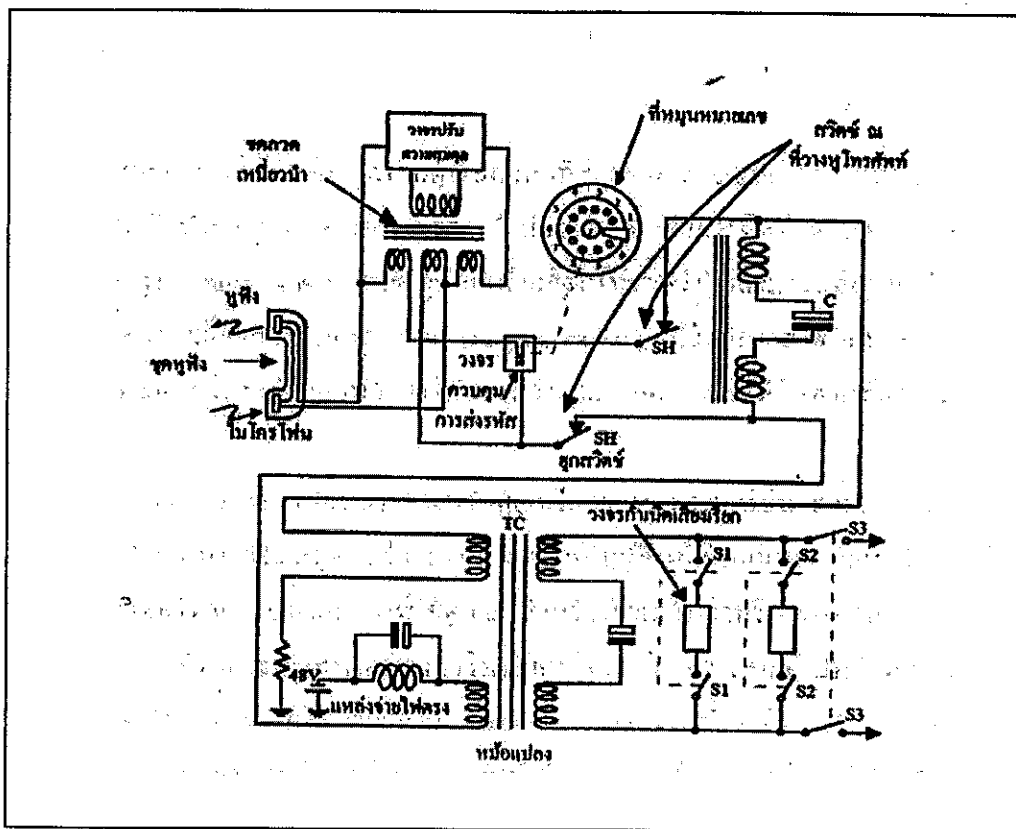 ที่หมุนหมายเลข
สวิตช์ ณ
ที่วางหูโทรศัพท์
วงจรปรับ
ความสมดุล
ขดลวด
เหนี่ยวนำ
หูฟัง
ชุดหูฟัง
ไมโครโฟน
วงจร
ควบคุม
การส่งรหัส
SH
C
SH
ฮุกสวิตช์
วงจรกำเนิดเสียงเรียก
TC
S1
S2
S3
48V
แหล่งจ่ายไฟตรง
S1
S2
S3
หม้อแปลง